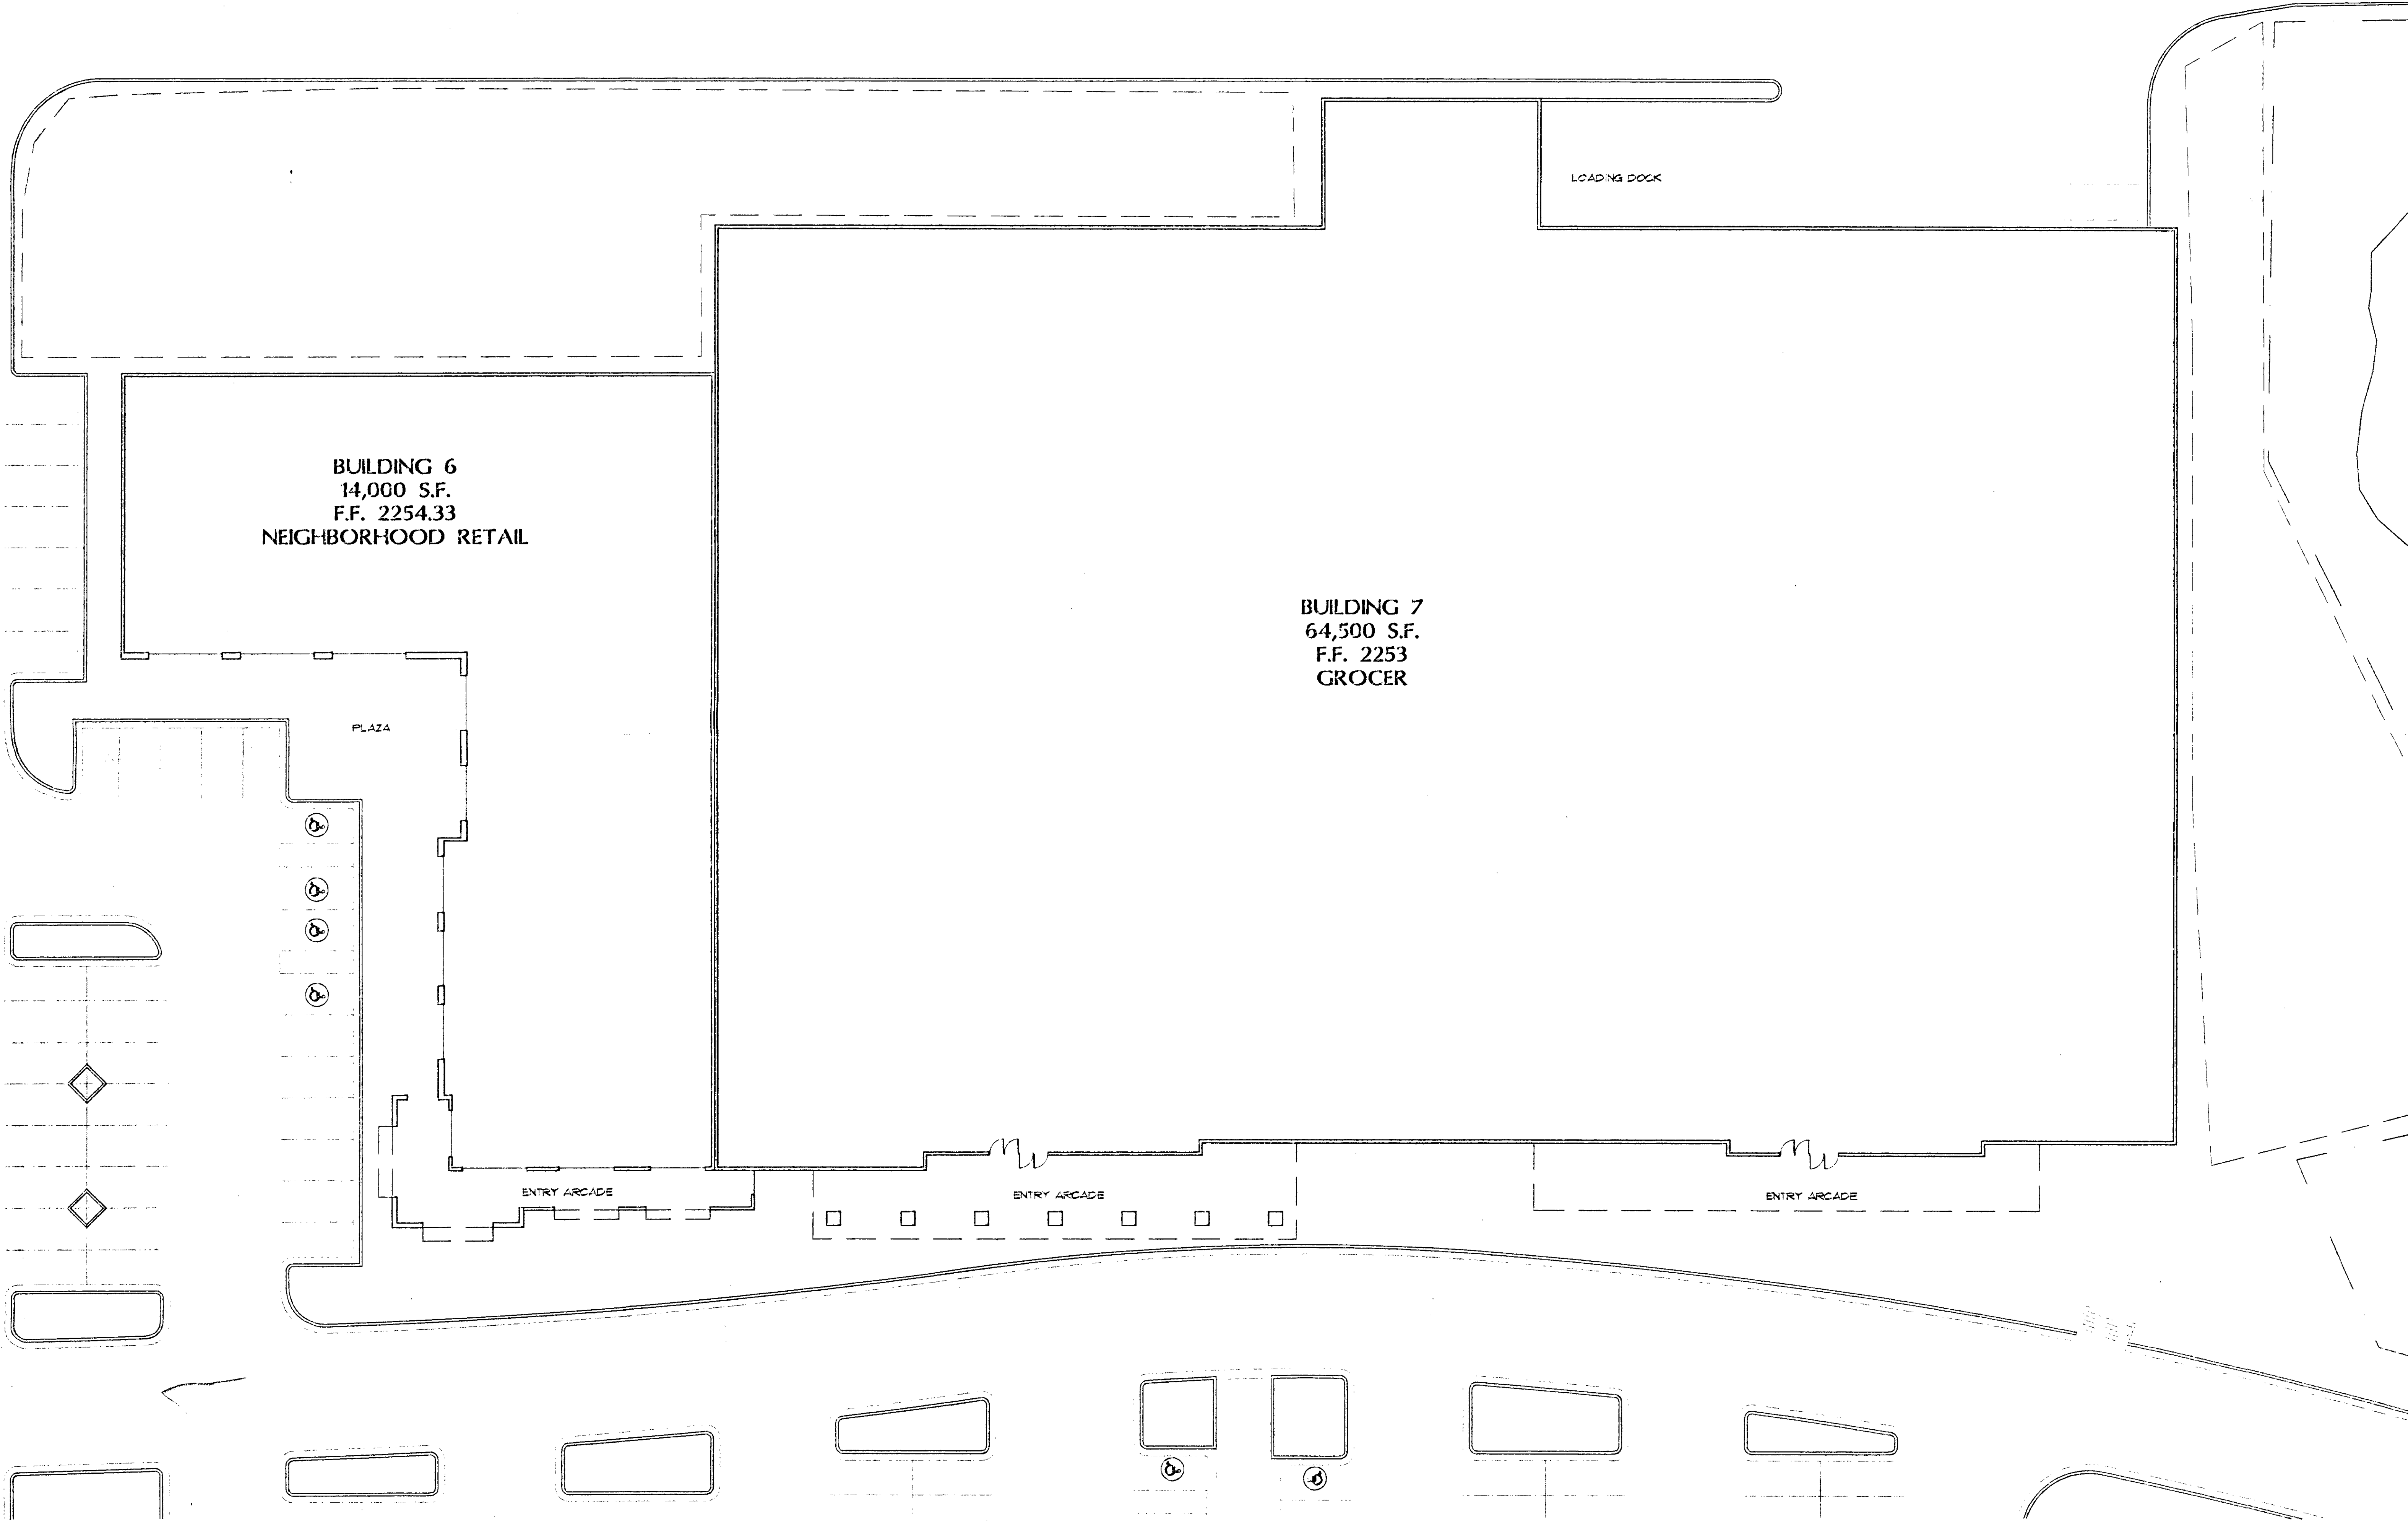 LOADING DOCK
BUILDING 6
14,000 S.F.
F.F. 2254.33
NEIGHBORHOOD RETAIL
BUILDING 7
64,500 S.F.
F.F. 2253
GROCER
PLAZA
ENTRY ARCADE
ENTRY ARCADE
ENTRY ARCADE